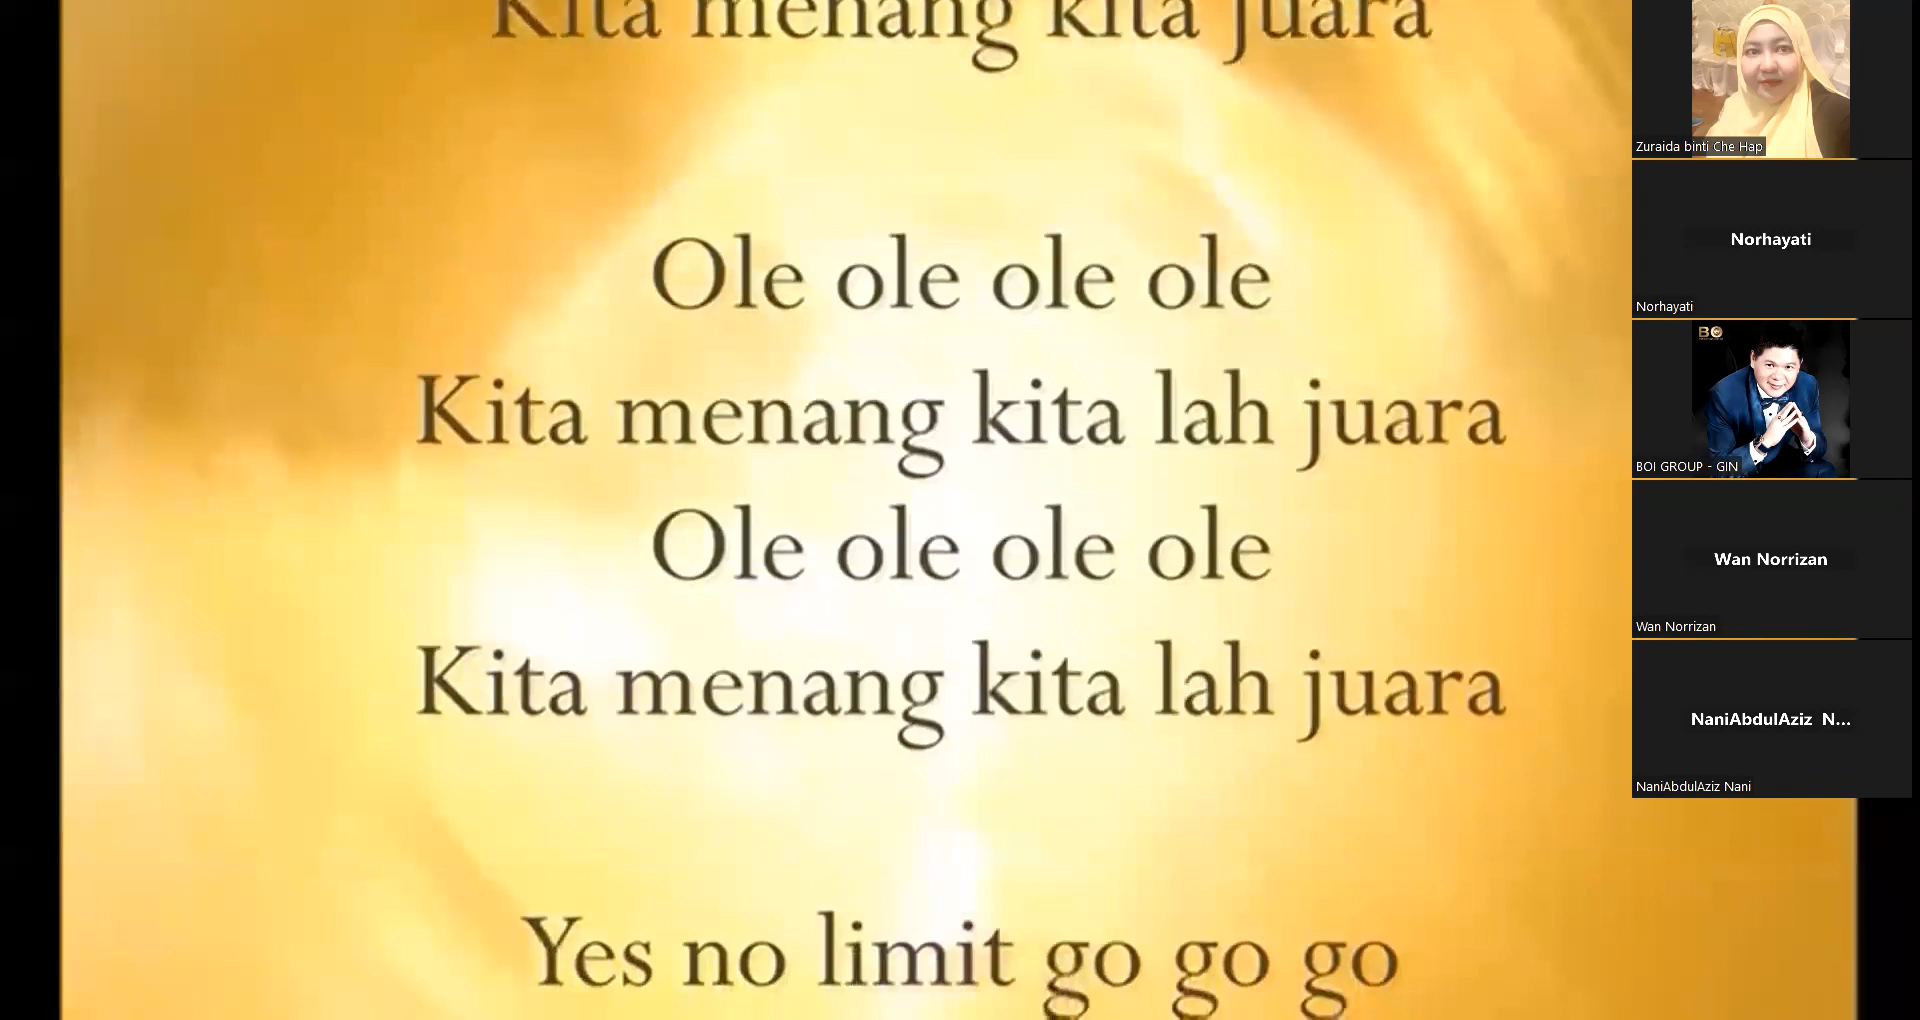 Kita menang kita juara
Ole ole ole ole
Kita menang kita lah juara
Ole ole ole ole
Kita menang kita lah juara
Yes no limit go go go
Zuraida binti Che Hap
Norhayati
Norhayati
BO
BOI GROUP - GIN
Wan Norrizan
Wan Norrizan
NaniAbdulAziz N...
NaniAbdulAziz Nani